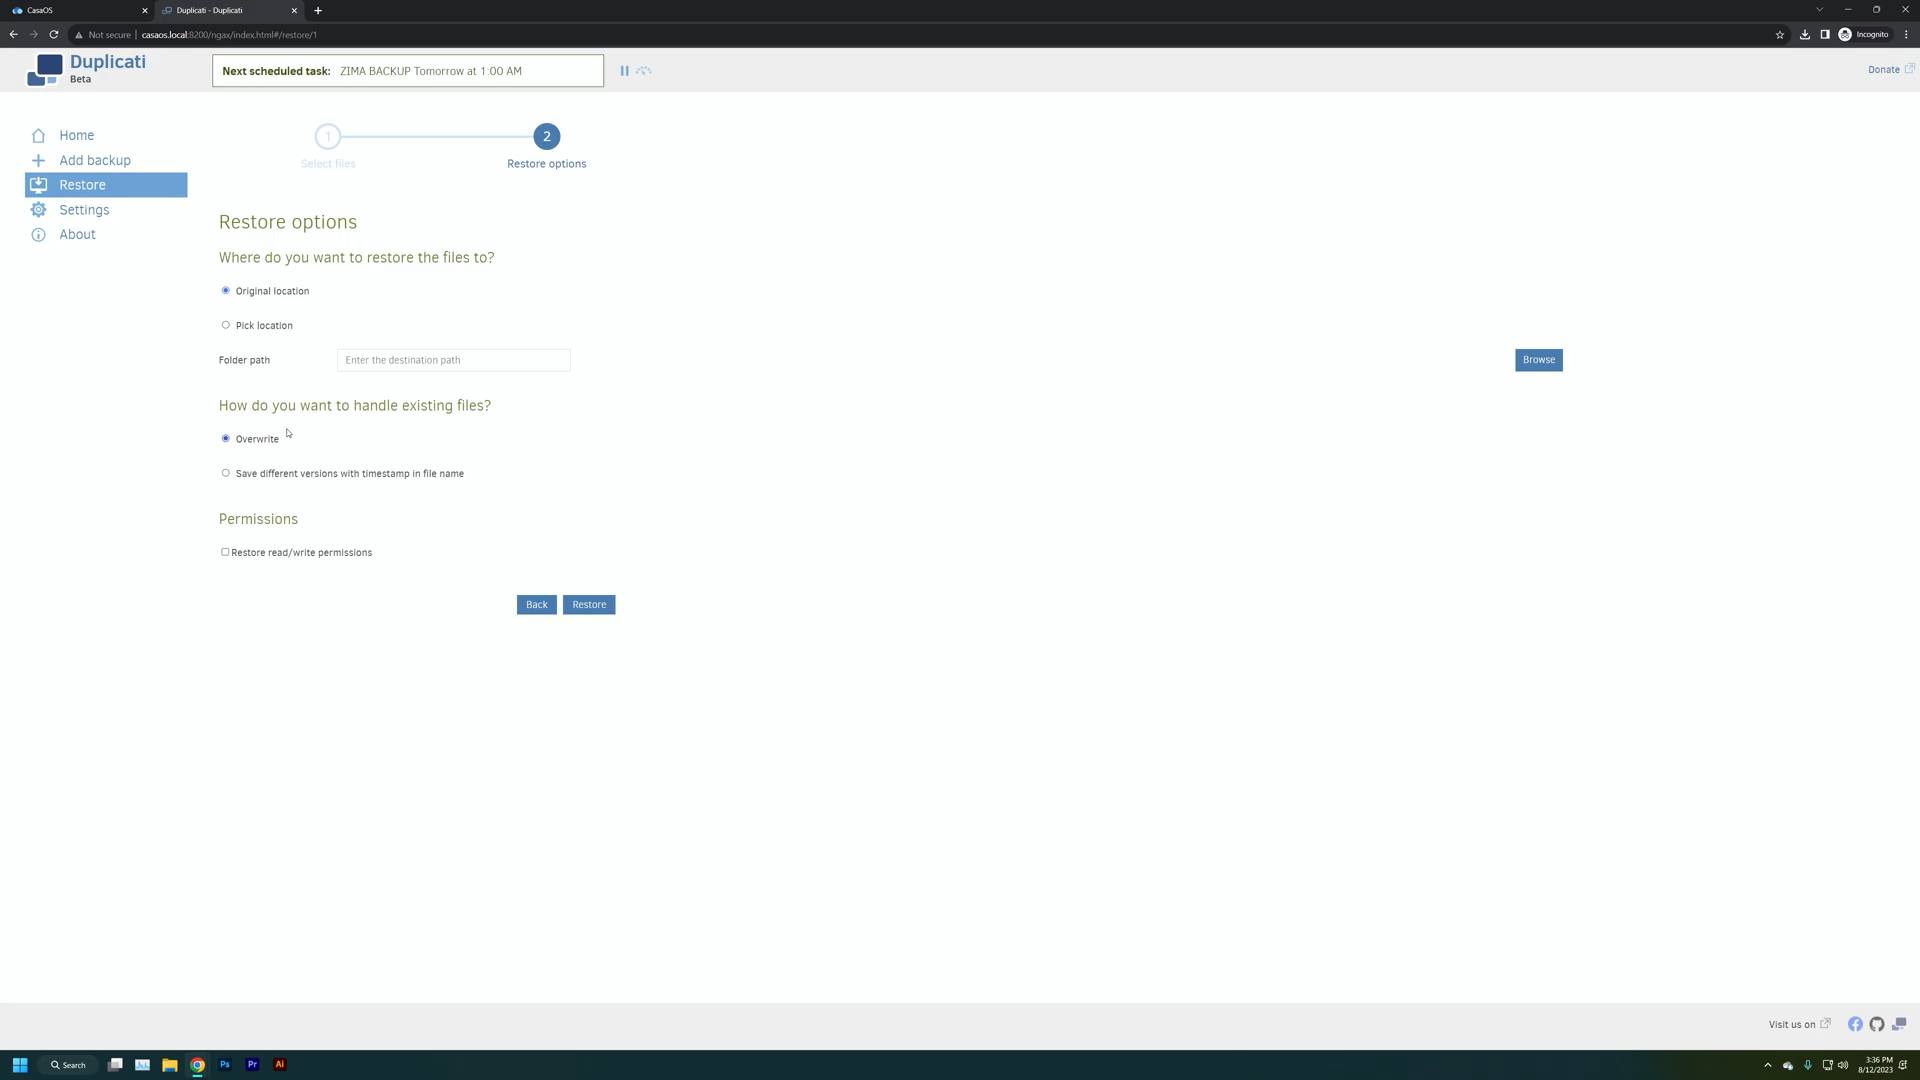 CasaOS
Duplicati - Duplicati
Not secure
casaos.local:8200/ngax/index.html#/restore/1
Incognito
Duplicati
Beta
Next scheduled task: ZIMA BACKUP Tomorrow at 1:00 AM
Donate
Home
Add backup
Restore
Settings
About
1
2
Select files
Restore options
Restore options
Where do you want to restore the files to?
Original location
Pick location
Folder path
Enter the destination path
Browse
How do you want to handle existing files?
Overwrite
Save different versions with timestamp in file name
Permissions
Restore read/write permissions
Back
Restore
Visit us on
Search
Ps
Pr
Ai
3:36 PM
8/12/2023